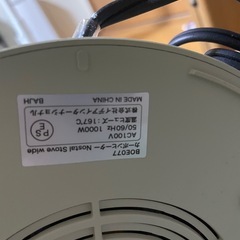 BOE077
カーボンヒーター Nostal Stove wide
AC100V
50/60Hz 1000W
温度ヒューズ:167℃
株式会社イデアインターナショナル
MADE IN CHINA
BAJH
PS
E